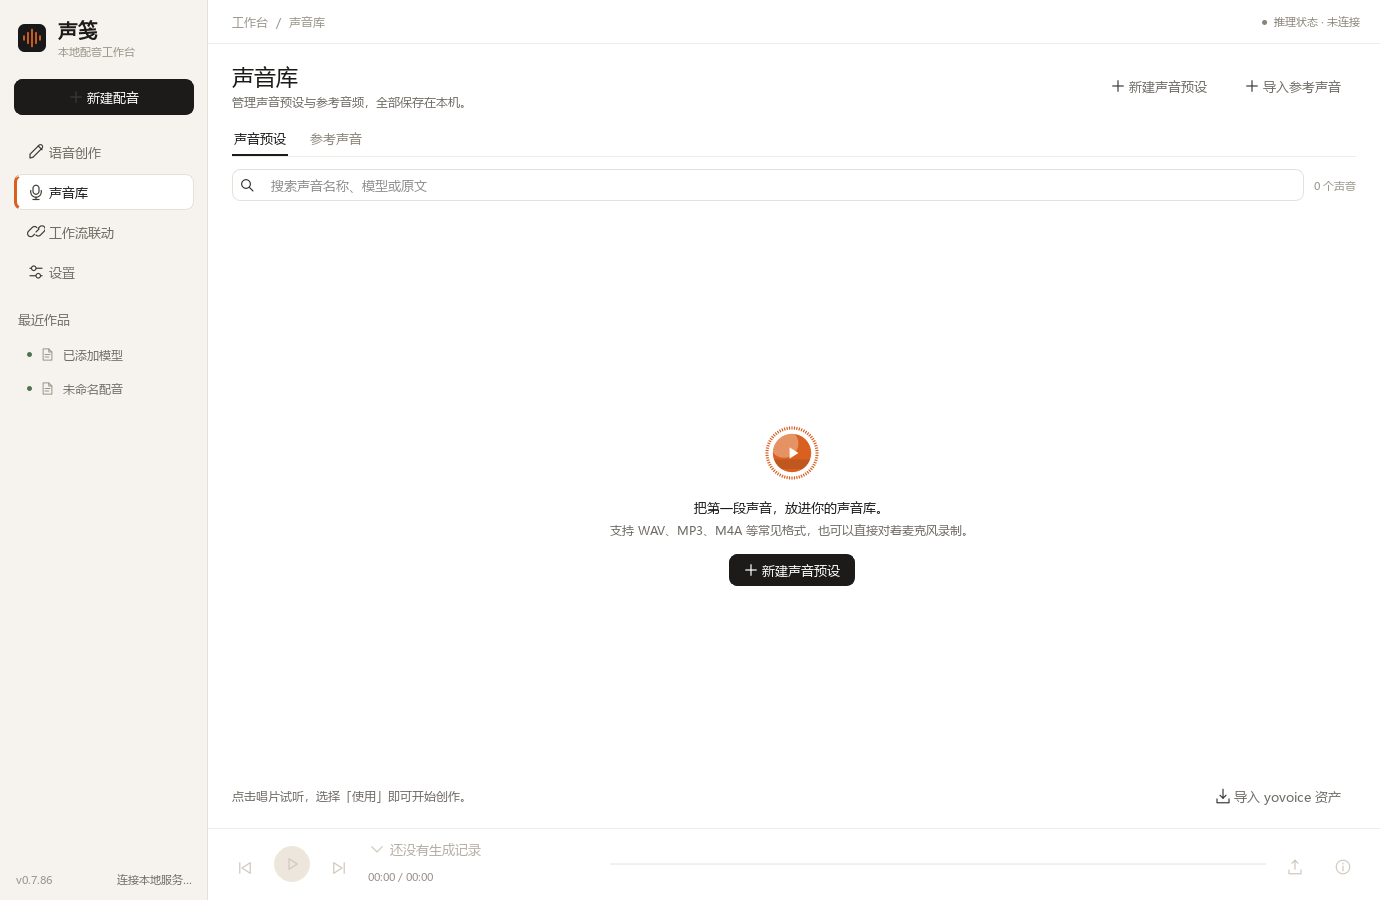 声笺
本地配音工作台
新建配音
语音创作
声音库
工作流联动
设置
最近作品
已添加模型
未命名配音
v0.7.86
连接本地服务...
工作台 / 声音库
推理状态 · 未连接
声音库
管理声音预设与参考音频，全部保存在本机。
新建声音预设
导入参考声音
声音预设
参考声音
搜索声音名称、模型或原文
0 个声音
把第一段声音，放进你的声音库。
支持 WAV、MP3、M4A 等常见格式，也可以直接对着麦克风录制。
新建声音预设
点击唱片试听，选择「使用」即可开始创作。
导入 yovoice 资产
还没有生成记录
00:00 / 00:00